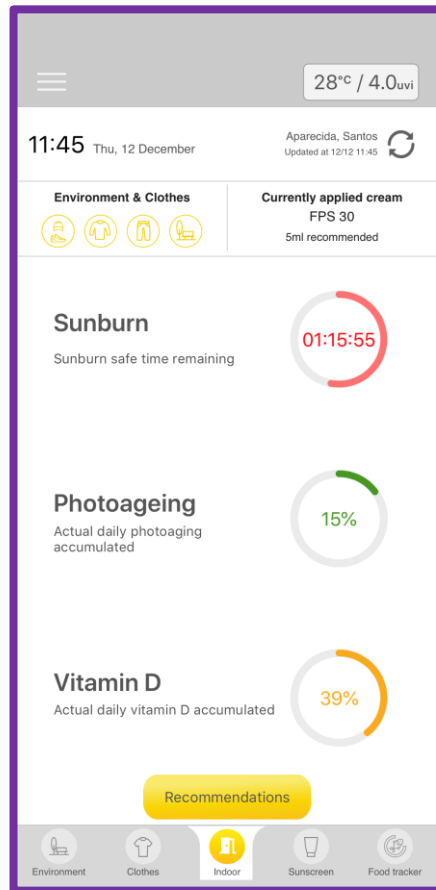 28°ᶜ / 4.0uvi
11:45 Thu, 12 December
Aparecida, Santos
Updated at 12/12 11:45
Environment & Clothes
Currently applied cream
FPS 30
5ml recommended
Sunburn
Sunburn safe time remaining
01:15:55
Photoageing
Actual daily photoaging
accumulated
15%
Vitamin D
Actual daily vitamin D accumulated
39%
Recommendations
Environment
Clothes
Indoor
Sunscreen
Food tracker